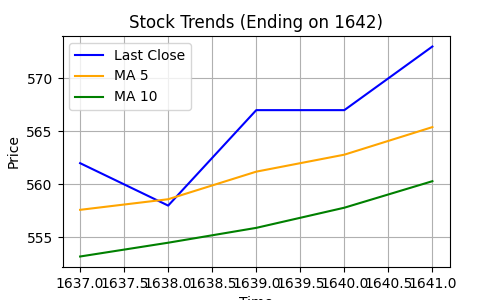 Stock Trends (Ending on 1642)
Last Close
MA 5
MA 10
Price
570
565
560
555
1637.0 1637.5 1638.0 1638.5 1639.0 1639.5 1640.0 1640.5 1641.0
Time